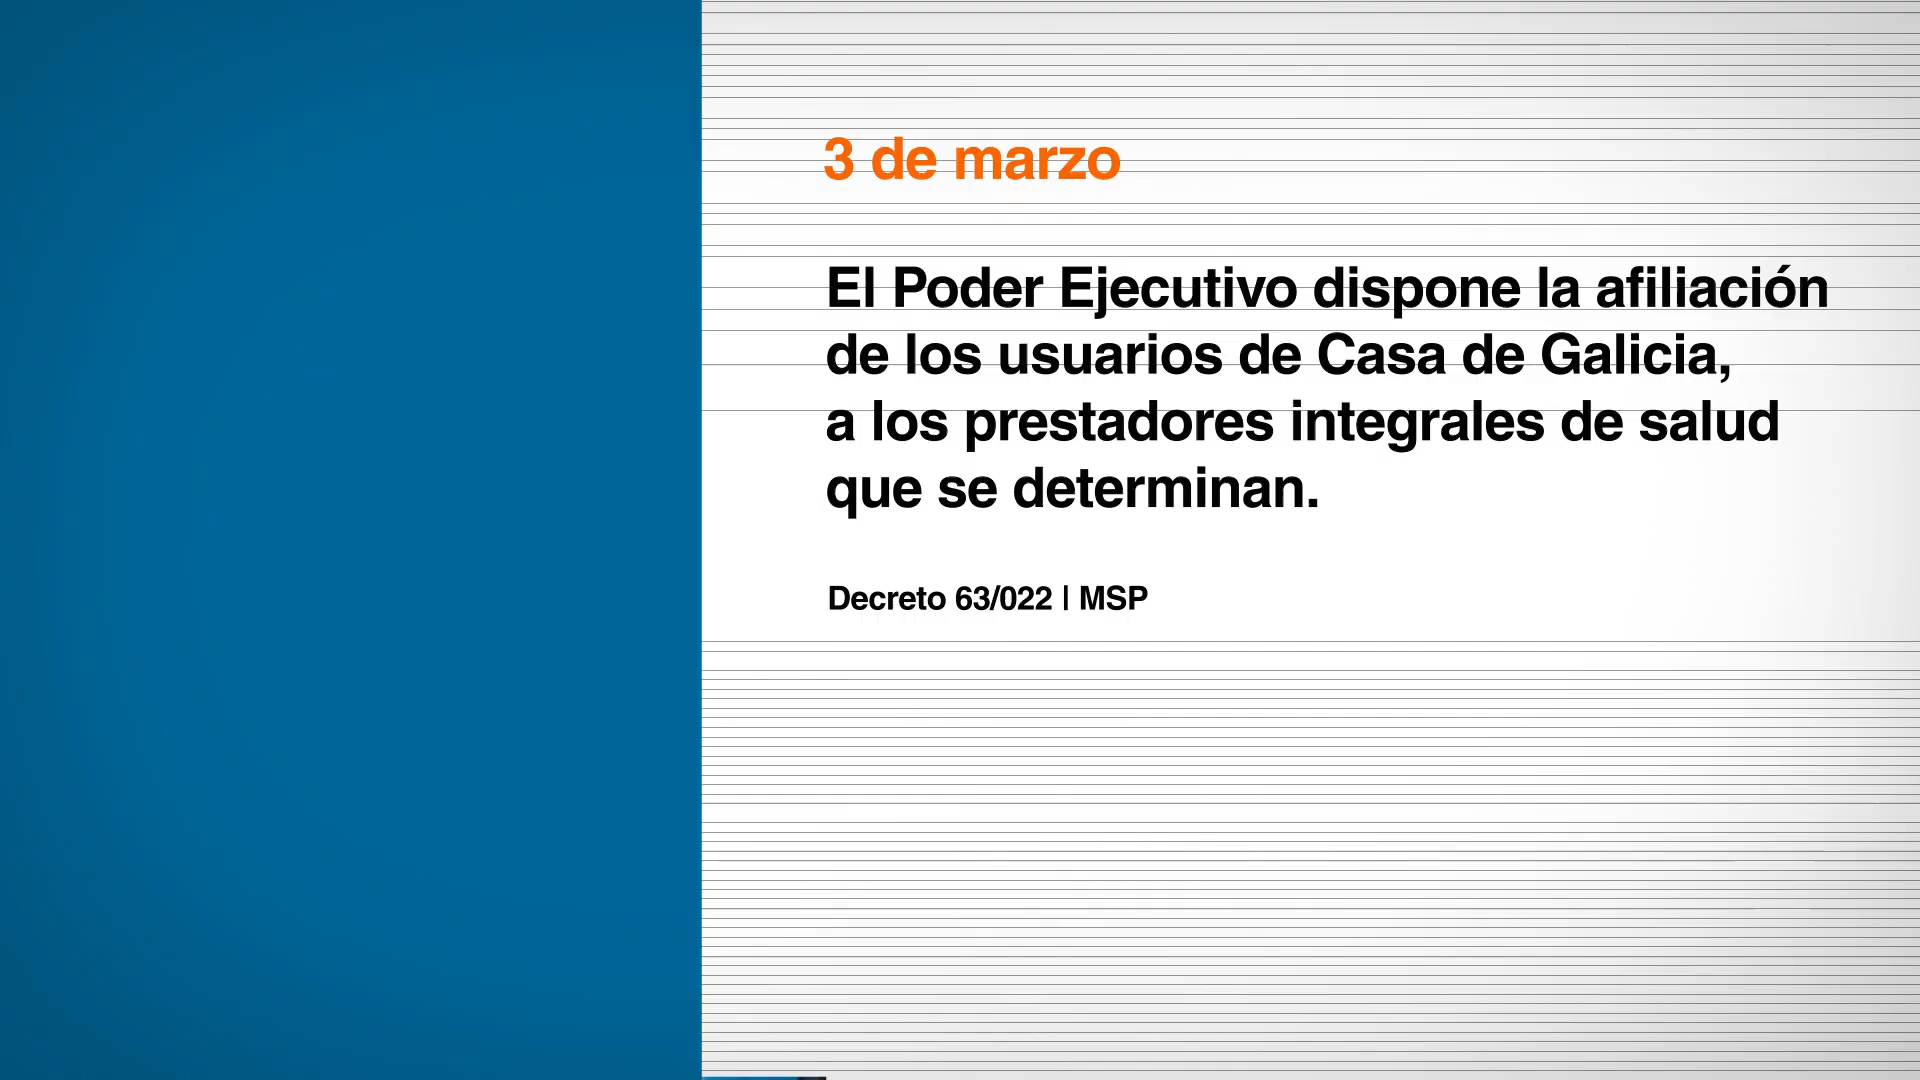 3 de marzo
El Poder Ejecutivo dispone la afiliación
de los usuarios de Casa de Galicia,
a los prestadores integrales de salud
que se determinan.
Decreto 63/022 | MSP